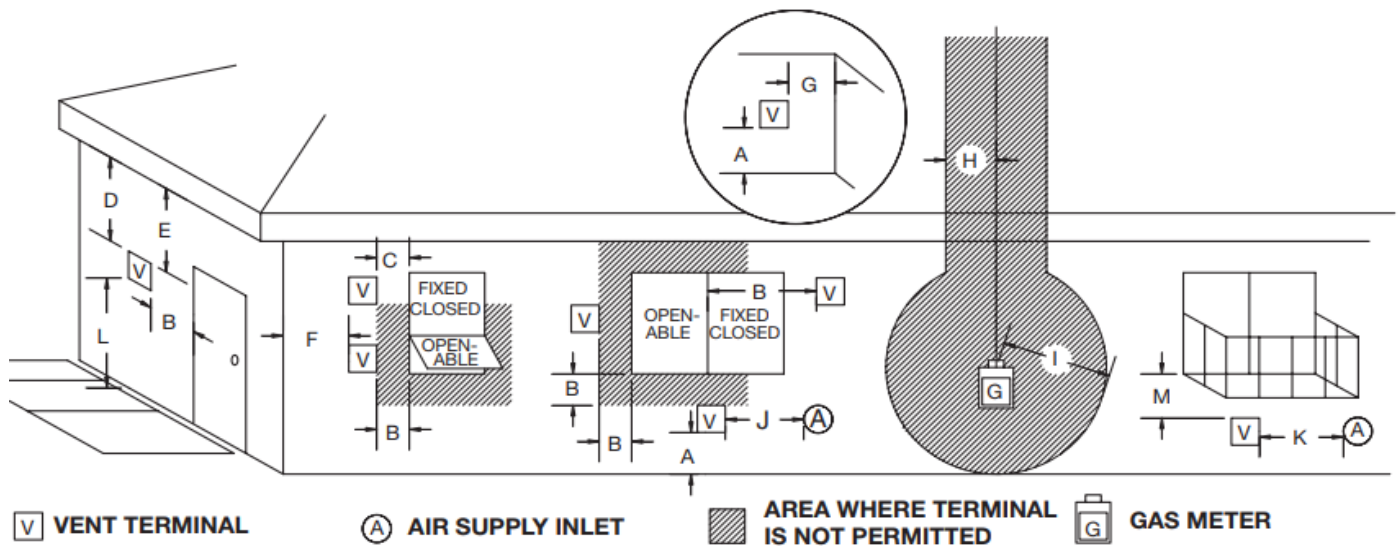 G
V
A
H
D
E
C
V
V
B
L
F
V
FIXED
CLOSED
OPEN-
ABLE
B
V
OPEN-
ABLE
FIXED
CLOSED
B
V
B
B
V
J
A
A
I
G
M
V
K
A
V VENT TERMINAL
A AIR SUPPLY INLET
AREA WHERE TERMINAL
IS NOT PERMITTED
G GAS METER